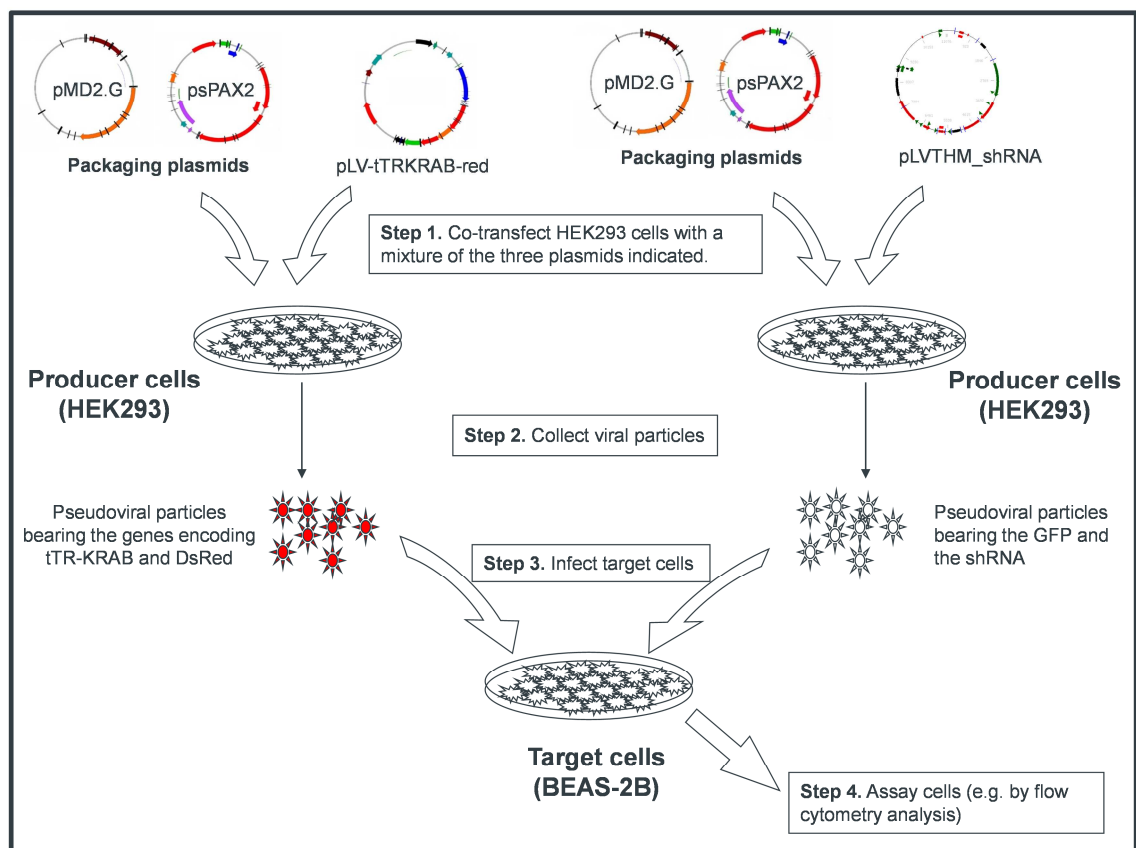 pMD2.G
psPAX2
Packaging plasmids
pLV-tTRKRAB-red
pMD2.G
psPAX2
Packaging plasmids
pLVTHM_shRNA
Step 1. Co-transfect HEK293 cells with a
mixture of the three plasmids indicated.
Producer cells
(HEK293)
Producer cells
(HEK293)
Step 2. Collect viral particles
Pseudoviral particles
bearing the genes encoding
tTR-KRAB and DsRed
Pseudoviral particles
bearing the GFP and
the shRNA
Step 3. Infect target cells
Target cells
(BEAS-2B)
Step 4. Assay cells (e.g. by flow
cytometry analysis)